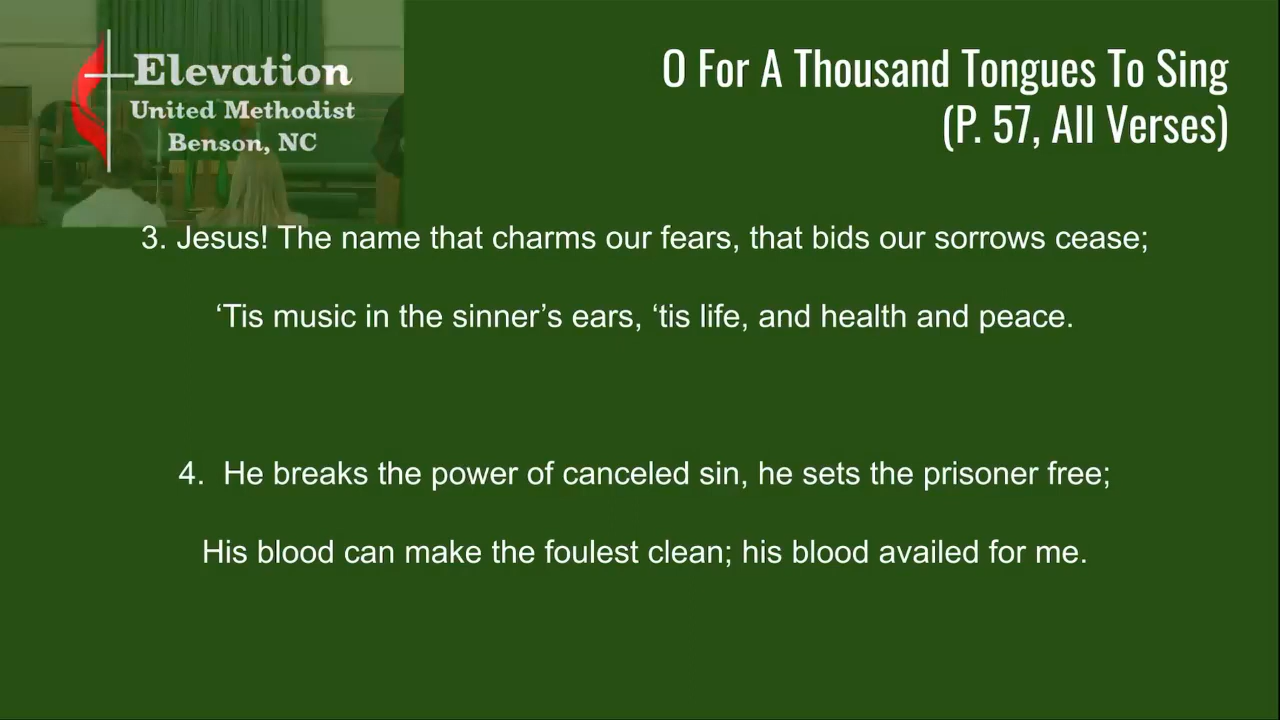 Elevation
United Methodist
Benson, NC
O For A Thousand Tongues To Sing
(P. 57, All Verses)
3. Jesus! The name that charms our fears, that bids our sorrows cease;
‘Tis music in the sinner’s ears, ‘tis life, and health and peace.
4.  He breaks the power of canceled sin, he sets the prisoner free;
His blood can make the foulest clean; his blood availed for me.